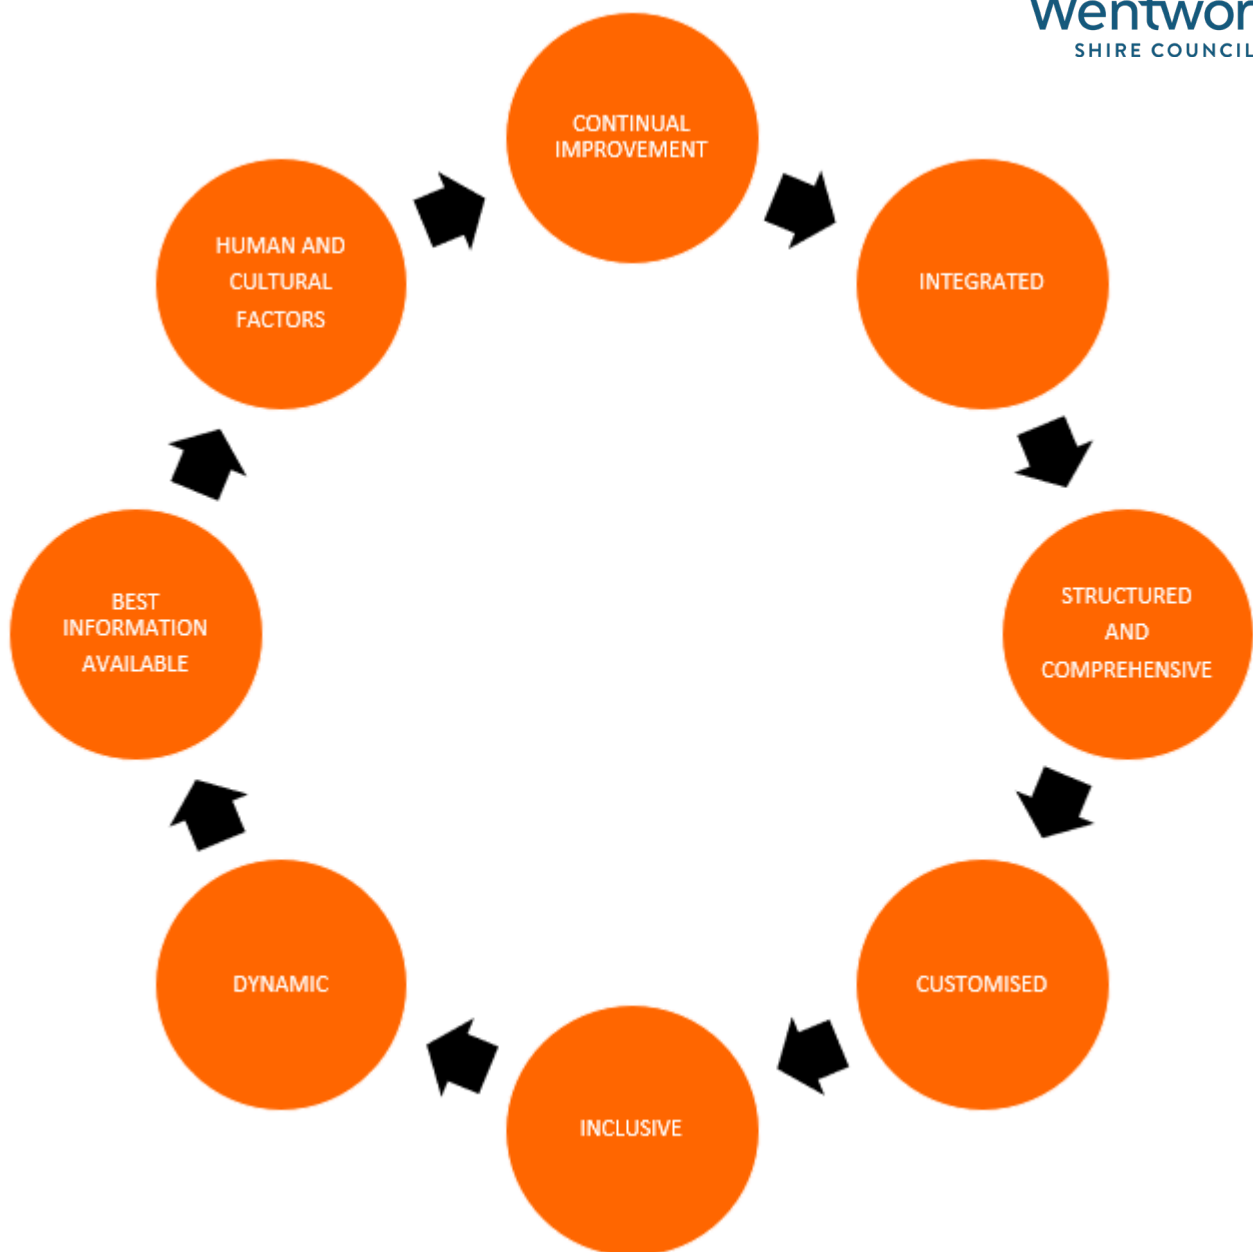 Wentwor
SHIRE COUNCIL
CONTINUAL
IMPROVEMENT
INTEGRATED
STRUCTURED
AND
COMPREHENSIVE
CUSTOMISED
INCLUSIVE
DYNAMIC
BEST
INFORMATION
AVAILABLE
HUMAN AND
CULTURAL
FACTORS